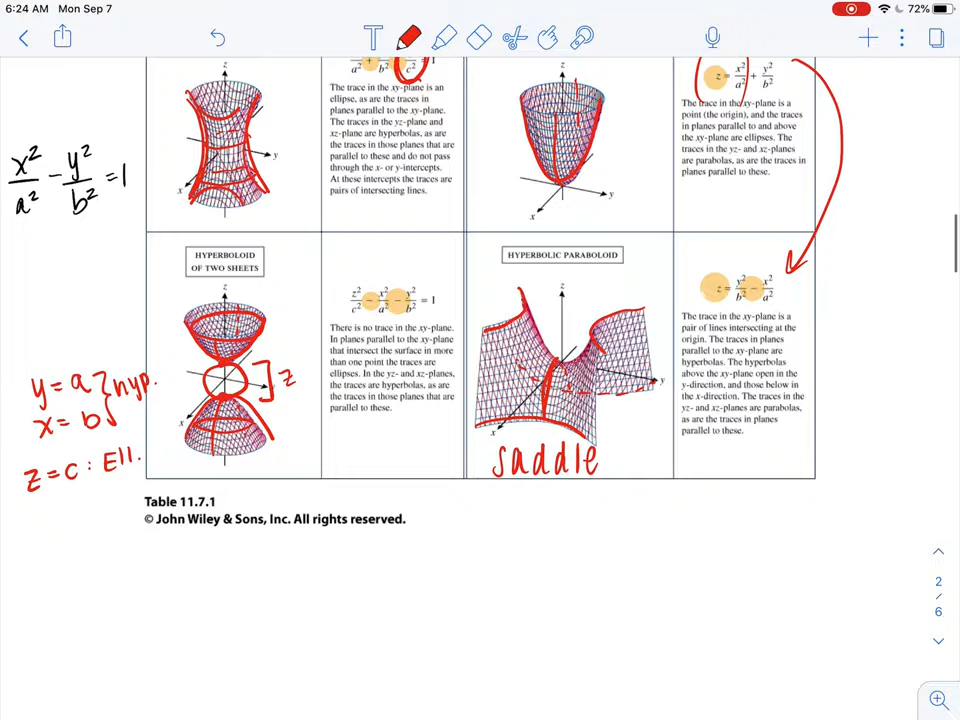 6:24 AM Mon Sep 7
72%
a² + b² c² = 1
The trace in the xy-plane is an
ellipse, as are the traces in
planes parallel to the xy-plane.
The traces in the yz-plane and
xz-plane are hyperbolas, as are
the traces in those planes that are
parallel to these and do not pass
through the x- or y-intercepts.
At these intercepts the traces are
pairs of intersecting lines.
z
y
x
z
y
x
z = x²/a² + y²/b²
The trace in the xy-plane is a
point (the origin), and the traces
in planes parallel to and above
the xy-plane are ellipses. The
traces in the yz- and xz-planes
are parabolas, as are the traces in
planes parallel to these.
x²/a² - y²/b² = 1
HYPERBOLOID
OF TWO SHEETS
z
x
z
z²/c² - x²/a² - y²/b² = 1
There is no trace in the xy-plane.
In planes parallel to the xy-plane
that intersect the surface in more
than one point the traces are
ellipses. In the yz- and xz-planes,
the traces are hyperbolas, as are
the traces in those planes that are
parallel to these.
y = a } hyp.
x = b
z = c : Ell.
HYPERBOLIC PARABOLOID
z
y
x
saddle
z = y²/b² - x²/a²
The trace in the xy-plane is a
pair of lines intersecting at the
origin. The traces in planes
parallel to the xy-plane are
hyperbolas. The hyperbolas
above the xy-plane open in the
y-direction, and those below in
the x-direction. The traces in the
yz- and xz-planes are parabolas,
as are the traces in planes
parallel to these.
Table 11.7.1
© John Wiley & Sons, Inc. All rights reserved.
2
/
6